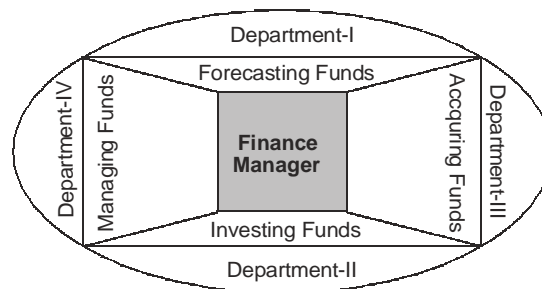 Department-I
Forecasting Funds
Department-IV
Managing Funds
Finance
Manager
Accquring Funds
Department-III
Investing Funds
Department-II